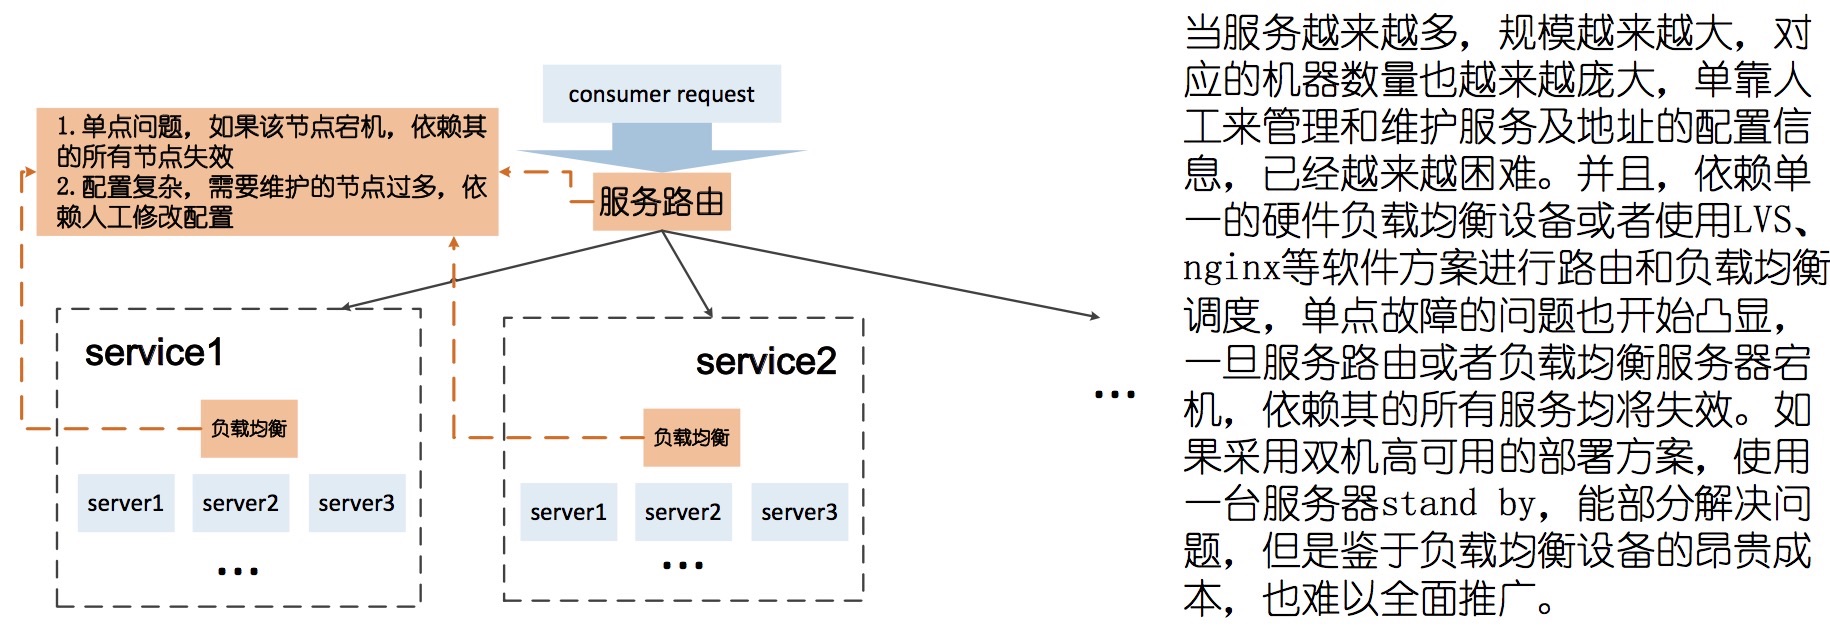 consumer request
1.单点问题，如果该节点宕机，依赖其
的所有节点失效
2.配置复杂，需要维护的节点过多，依
赖人工修改配置
服务路由
service1
负载均衡
server1
server2
server3
...
service2
负载均衡
server1
server2
server3
...
...
当服务越来越多，规模越来越大，对
应的机器数量也越来越庞大，单靠人
工来管理和维护服务及地址的配置信
息，已经越来越困难。并且，依赖单
一的硬件负载均衡设备或者使用LVS、
nginx等软件方案进行路由和负载均衡
调度，单点故障的问题也开始凸显，
一旦服务路由或者负载均衡服务器宕
机，依赖其的所有服务均将失效。如
果采用双机高可用的部署方案，使用
一台服务器stand by，能部分解决问
题，但是鉴于负载均衡设备的昂贵成
本，也难以全面推广。